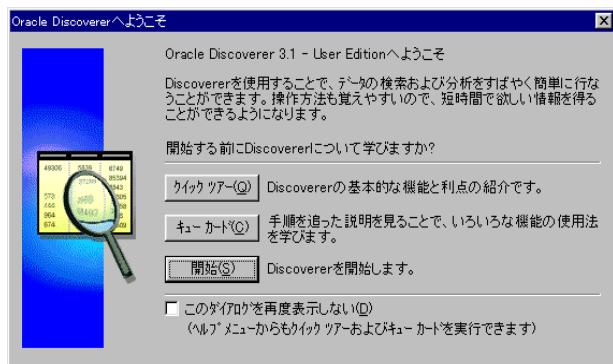 Oracle Discovererへようこそ
Oracle Discoverer 3.1 - User Editionへようこそ
Discovererを使用することで、ﾃﾞｰﾀの検索および分析をすばやく簡単に行な
うことができます。操作方法も覚えやすいので、短時間で欲しい情報を得る
ことができるようになります。
開始する前にDiscovererについて学びますか?
ｸｲｯｸ ﾂｱｰ(Q) Discovererの基本的な機能と利点の紹介です。
ｷｭｰ ｶｰﾄﾞ(C) 手順を追った説明を見ることで、いろいろな機能の使用法
を学びます。
開始(S) Discovererを開始します。
このﾀﾞｲｱﾛｸﾞを再度表示しない(D)
(ﾍﾙﾌﾟ ﾒﾆｭｰからもｸｲｯｸ ﾂｱｰおよびｷｭｰ ｶｰﾄﾞを実行できます)
49306 5839 6749
573
446
964
674